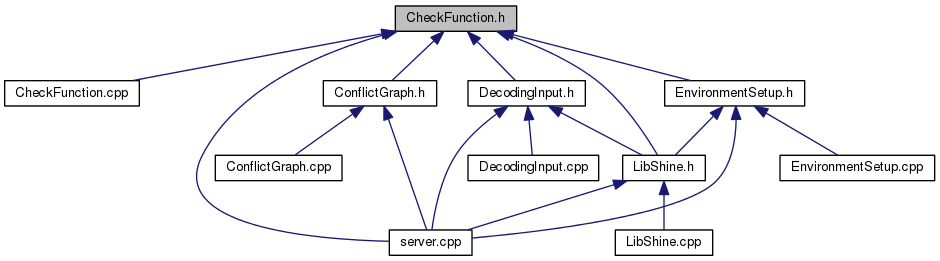 CheckFunction.h
CheckFunction.cpp
ConflictGraph.h
DecodingInput.h
EnvironmentSetup.h
ConflictGraph.cpp
DecodingInput.cpp
LibShine.h
EnvironmentSetup.cpp
server.cpp
LibShine.cpp